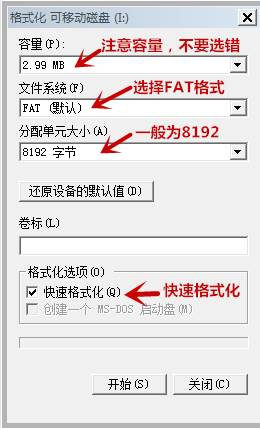 格式化 可移动磁盘 (I:)
容量(P):
注意容量，不要选错
2.99 MB
文件系统(F)
选择FAT格式
FAT (默认)
分配单元大小(A)
一般为8192
8192 字节
还原设备的默认值(D)
卷标(L)
格式化选项(O)
快速格式化(Q)
快速格式化
创建一个 MS-DOS 启动盘(M)
开始(S)
关闭(C)